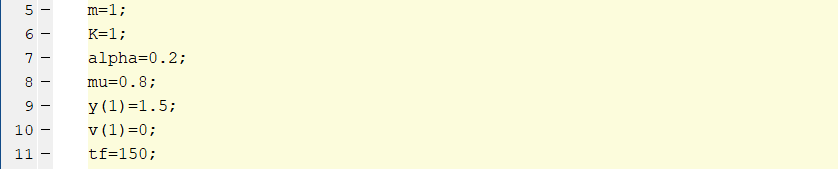 5 – m=1;
6 – K=1;
7 – alpha=0.2;
8 – mu=0.8;
9 – y(1)=1.5;
10 – v(1)=0;
11 – tf=150;